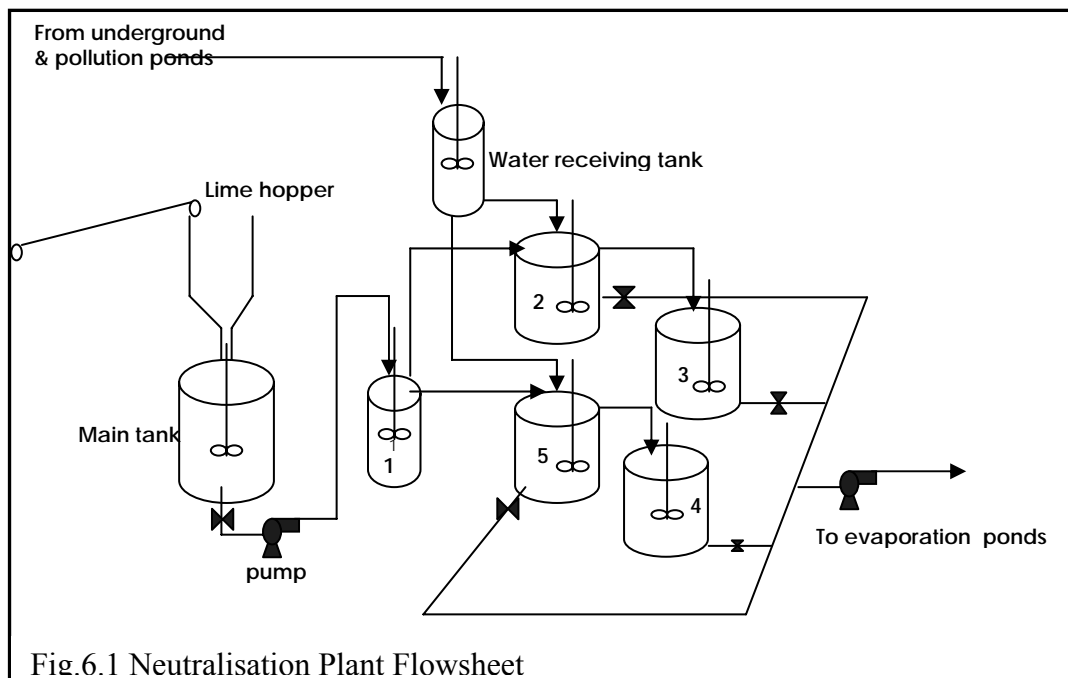 From underground
& pollution ponds
Water receiving tank
Lime hopper
2
3
Main tank
1
5
4
To evaporation ponds
pump
Fig.6.1 Neutralisation Plant Flowsheet